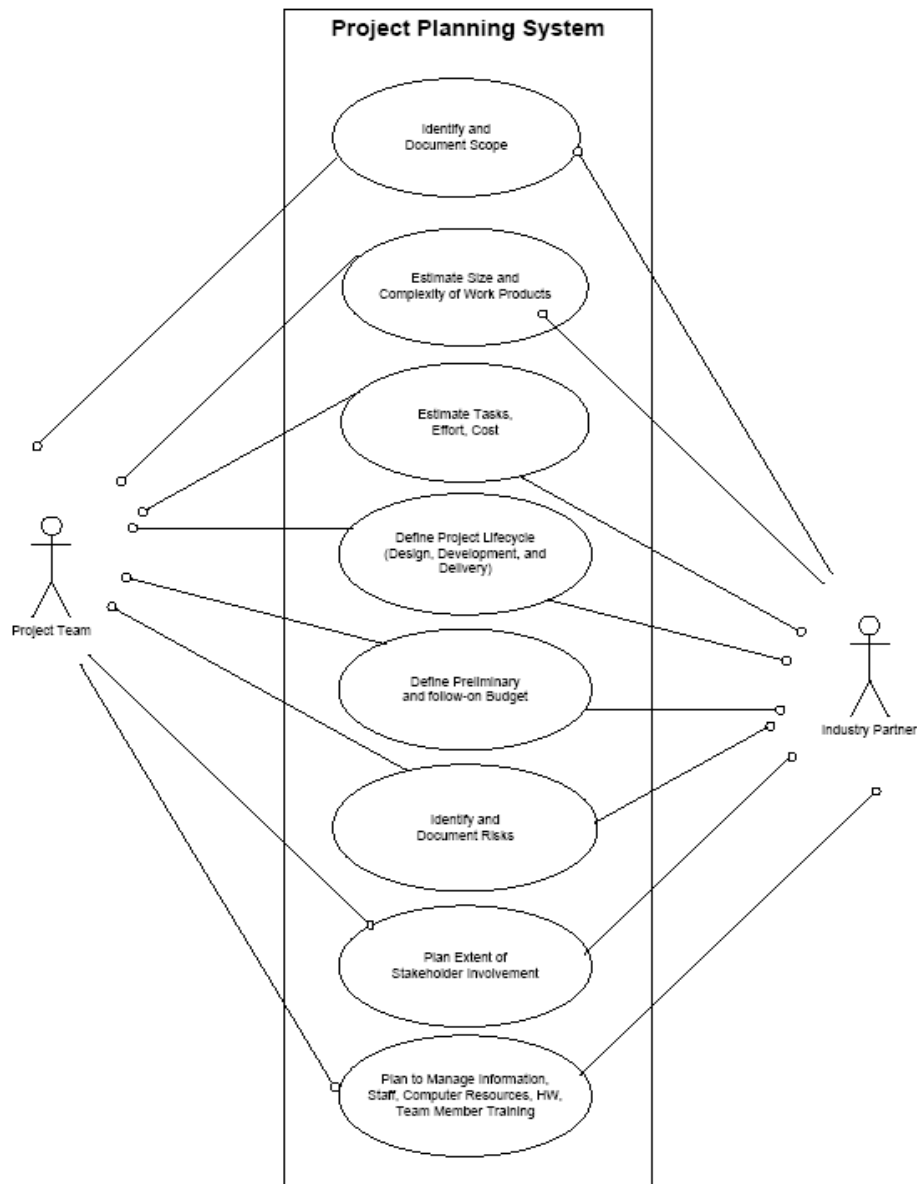 Project Planning System
Identify and
Document Scope
Estimate Size and
Complexity of Work Products
Estimate Tasks,
Effort, Cost
Define Project Lifecycle
(Design, Development, and
Delivery)
Project Team
Define Preliminary
and follow-on Budget
Industry Partner
Identify and
Document Risks
Plan Extent of
Stakeholder Involvement
Plan to Manage Information,
Staff, Computer Resources, HW,
Team Member Training